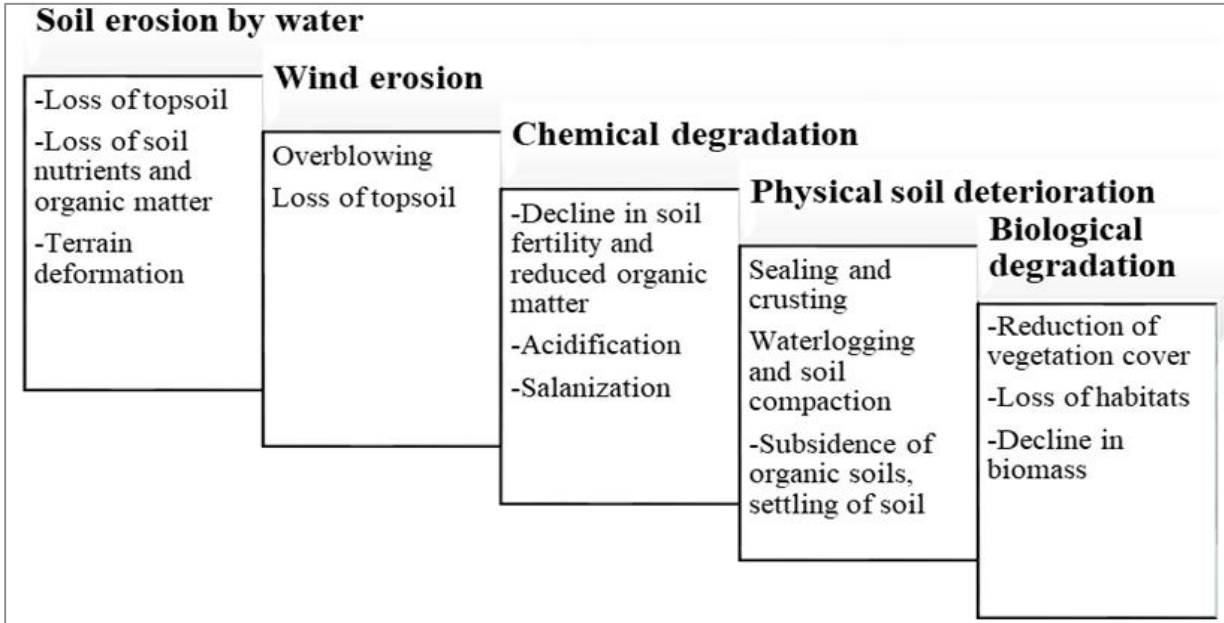 Soil erosion by water
-Loss of topsoil
-Loss of soil
nutrients and
organic matter
-Terrain
deformation
Wind erosion
Overblowing
Loss of topsoil
Chemical degradation
-Decline in soil
fertility and
reduced organic
matter
-Acidification
-Salanization
Physical soil deterioration
Sealing and
crusting
Waterlogging
and soil
compaction
-Subsidence of
organic soils,
settling of soil
Biological
degradation
-Reduction of
vegetation cover
-Loss of habitats
-Decline in
biomass